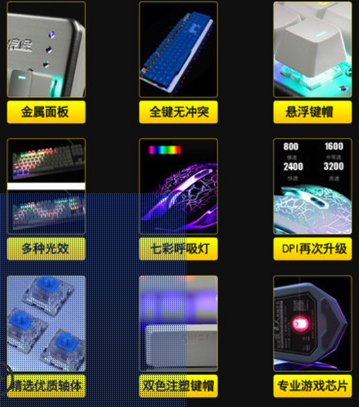 金属面板
全键无冲突
悬浮键帽
800 1600
2400 3200
多种光效
七彩呼吸灯
DPI再次升级
精选优质轴体
双色注塑键帽
专业游戏芯片